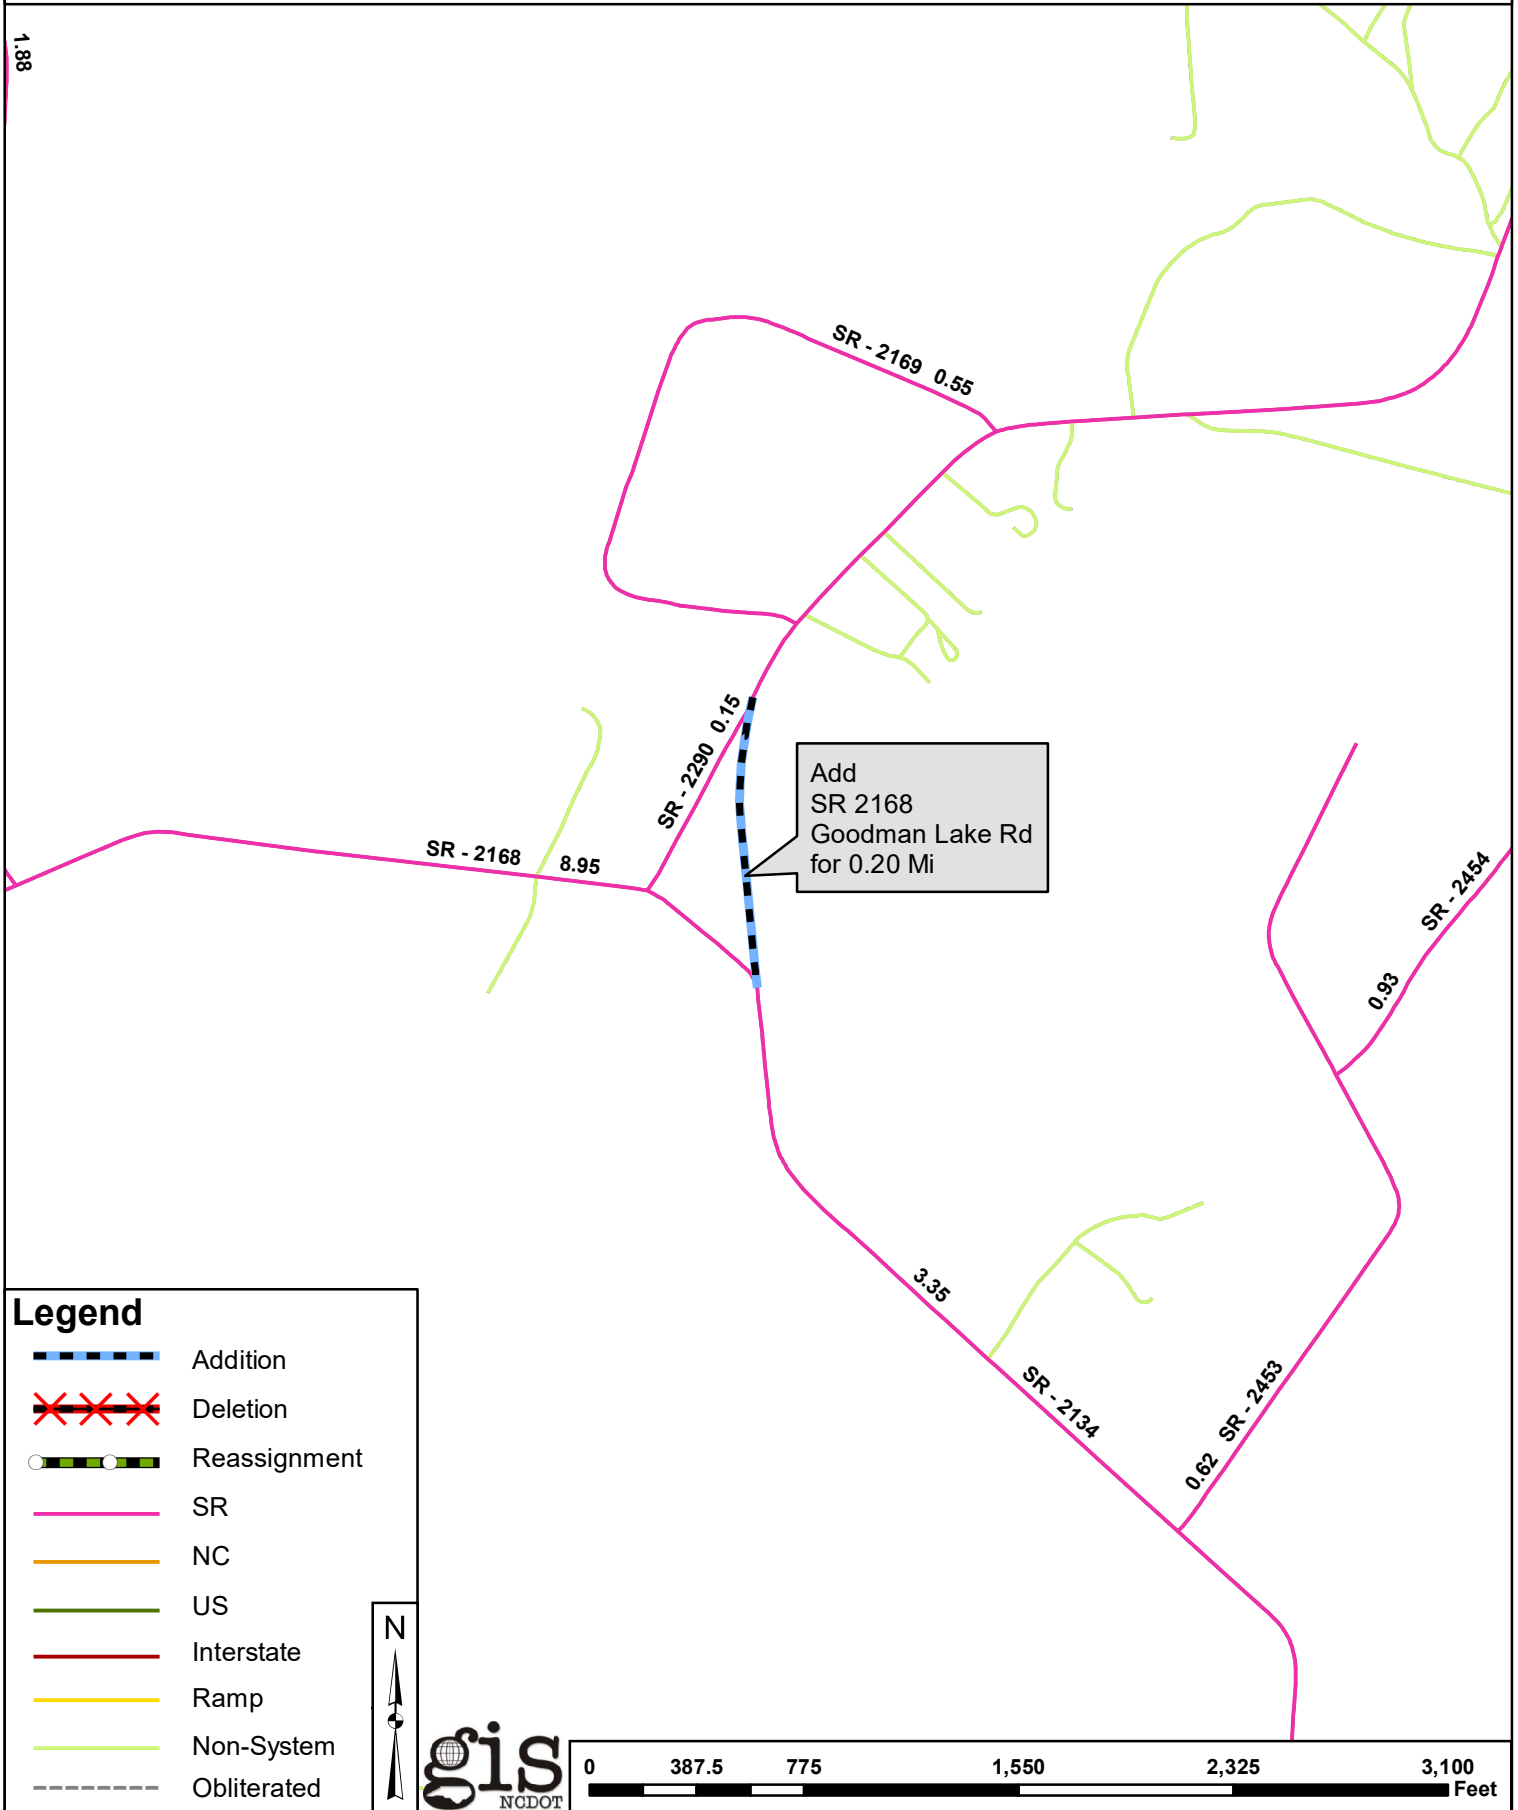 1.88
SR - 2169 0.55
SR - 2290 0.15
Add
SR 2168
Goodman Lake Rd
for 0.20 Mi
SR - 2168 8.95
SR - 2454
0.93
3.35
SR - 2134
0.62 SR - 2453
Legend
Addition
Deletion
Reassignment
SR
NC
US
Interstate
Ramp
Non-System
Obliterated
N
gis
NCDOT
0 387.5 775 1,550 2,325 3,100
Feet